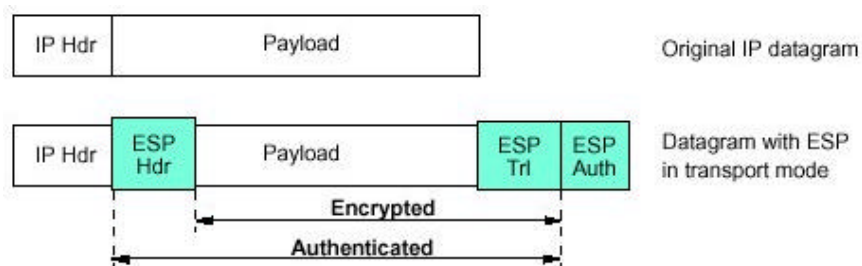 IP Hdr
Payload
Original IP datagram
IP Hdr
ESP
Hdr
Payload
ESP
Trl
ESP
Auth
Datagram with ESP
in transport mode
Encrypted
Authenticated